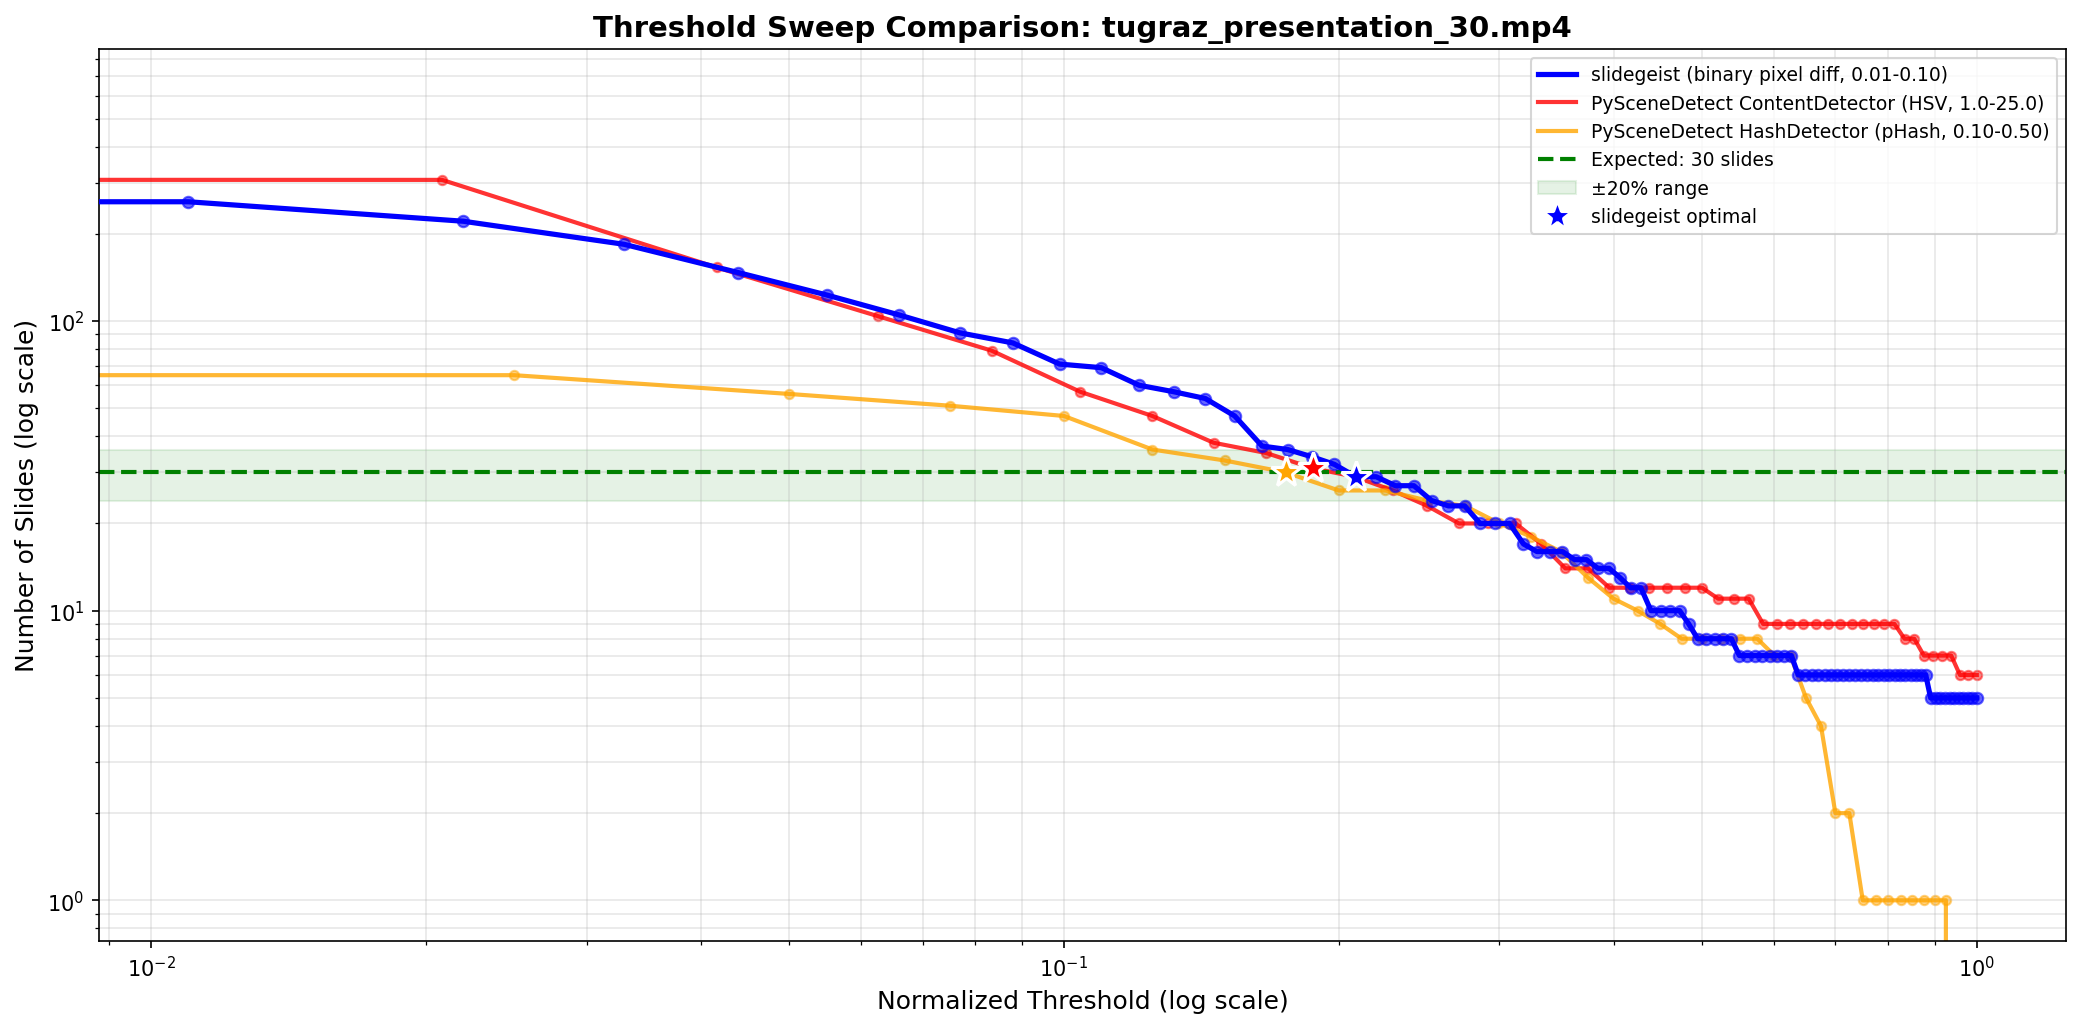 Threshold Sweep Comparison: tugraz_presentation_30.mp4
slidegeist (binary pixel diff, 0.01-0.10)
PySceneDetect ContentDetector (HSV, 1.0-25.0)
PySceneDetect HashDetector (pHash, 0.10-0.50)
Expected: 30 slides
±20% range
slidegeist optimal
Number of Slides (log scale)
10²
10¹
10⁰
10⁻²
10⁻¹
10⁰
Normalized Threshold (log scale)